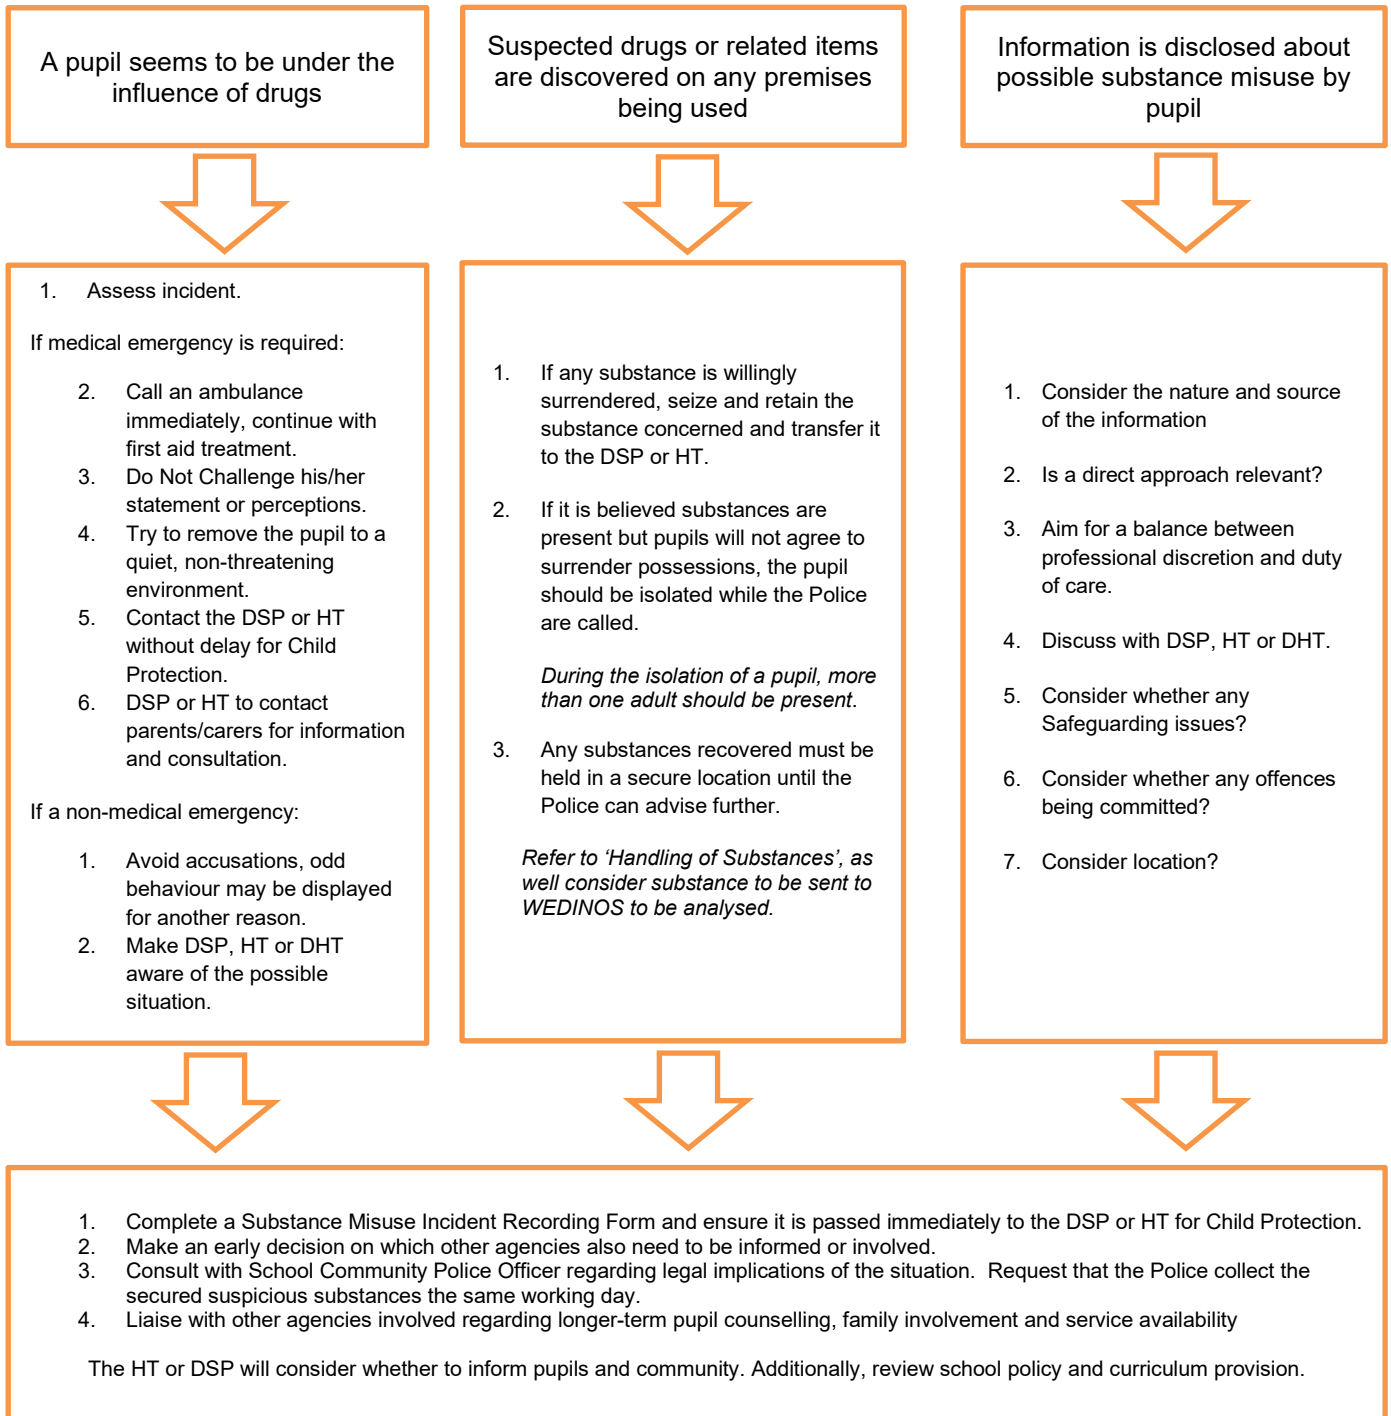 A pupil seems to be under the
influence of drugs
Suspected drugs or related items
are discovered on any premises
being used
Information is disclosed about
possible substance misuse by
pupil
1. Assess incident.
If medical emergency is required:
2. Call an ambulance
immediately, continue with
first aid treatment.
3. Do Not Challenge his/her
statement or perceptions.
4. Try to remove the pupil to a
quiet, non-threatening
environment.
5. Contact the DSP or HT
without delay for Child
Protection.
6. DSP or HT to contact
parents/carers for information
and consultation.
If a non-medical emergency:
1. Avoid accusations, odd
behaviour may be displayed
for another reason.
2. Make DSP, HT or DHT
aware of the possible
situation.
1. If any substance is willingly
surrendered, seize and retain the
substance concerned and transfer it
to the DSP or HT.
2. If it is believed substances are
present but pupils will not agree to
surrender possessions, the pupil
should be isolated while the Police
are called.
During the isolation of a pupil, more
than one adult should be present.
3. Any substances recovered must be
held in a secure location until the
Police can advise further.
Refer to ‘Handling of Substances’, as
well consider substance to be sent to
WEDINOS to be analysed.
1. Consider the nature and source
of the information
2. Is a direct approach relevant?
3. Aim for a balance between
professional discretion and duty
of care.
4. Discuss with DSP, HT or DHT.
5. Consider whether any
Safeguarding issues?
6. Consider whether any offences
being committed?
7. Consider location?
1. Complete a Substance Misuse Incident Recording Form and ensure it is passed immediately to the DSP or HT for Child Protection.
2. Make an early decision on which other agencies also need to be informed or involved.
3. Consult with School Community Police Officer regarding legal implications of the situation.  Request that the Police collect the
secured suspicious substances the same working day.
4. Liaise with other agencies involved regarding longer-term pupil counselling, family involvement and service availability
The HT or DSP will consider whether to inform pupils and community. Additionally, review school policy and curriculum provision.